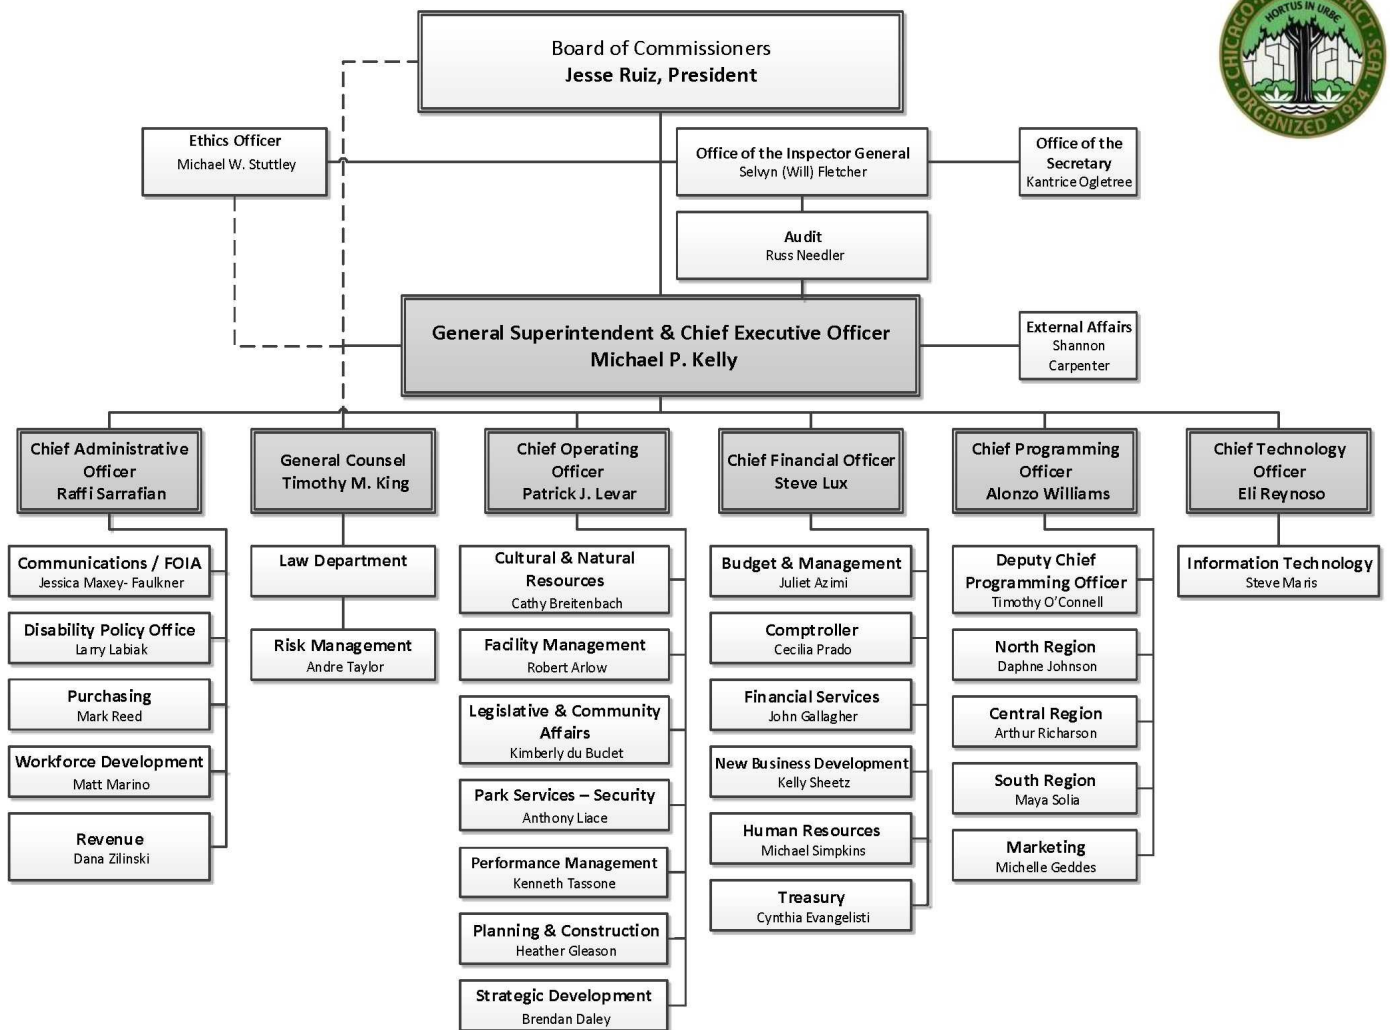 CHICAGO
RICT SEAL
HORTUS IN URBE
ORGANIZED · 1934
Board of Commissioners
Jesse Ruiz, President
Ethics Officer
Michael W. Stuttley
Office of the Inspector General
Selvyn (Will) Fletcher
Office of the
Secretary
Kantrice Ogletree
Audit
Russ Needler
General Superintendent & Chief Executive Officer
Michael P. Kelly
External Affairs
Shannon
Carpenter
Chief Administrative
Officer
Raffi Sarrafian
General Counsel
Timothy M. King
Chief Operating
Officer
Patrick J. Levar
Chief Financial Officer
Steve Lux
Chief Programming
Officer
Alonzo Williams
Chief Technology
Officer
Eli Reynoso
Communications / FOIA
Jessica Maxey- Faulkner
Disability Policy Office
Larry Labiak
Purchasing
Mark Reed
Workforce Development
Matt Marino
Revenue
Dana Zilinski
Law Department
Risk Management
Andre Taylor
Cultural & Natural
Resources
Cathy Breitenbach
Facility Management
Robert Arlow
Legislative & Community
Affairs
Kimberly du Buclet
Park Services – Security
Anthony Liace
Performance Management
Kenneth Tassone
Planning & Construction
Heather Gleason
Strategic Development
Brendan Daley
Budget & Management
Juliet Azimi
Comptroller
Cecilia Prado
Financial Services
John Gallagher
New Business Development
Kelly Sheetz
Human Resources
Michael Simpkins
Treasury
Cynthia Evangelisti
Deputy Chief
Programming Officer
Timothy O’Connell
North Region
Daphne Johnson
Central Region
Arthur Richarson
South Region
Maya Solia
Marketing
Michelle Geddes
Information Technology
Steve Maris